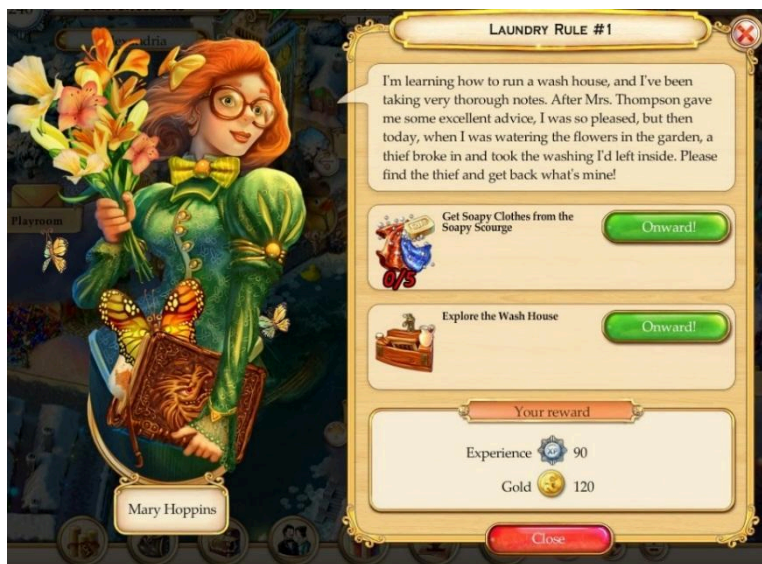 LAUNDRY RULE #1
I'm learning how to run a wash house, and I've been
taking very thorough notes. After Mrs. Thompson gave
me some excellent advice, I was so pleased, but then
today, when I was watering the flowers in the garden, a
thief broke in and took the washing I'd left inside. Please
find the thief and get back what's mine!
Get Soapy Clothes from the
Soapy Scourge
Onward!
0/5
Explore the Wash House
Onward!
Your reward
Experience XP 90
Gold 120
Close
Playroom
Mary Hoppins